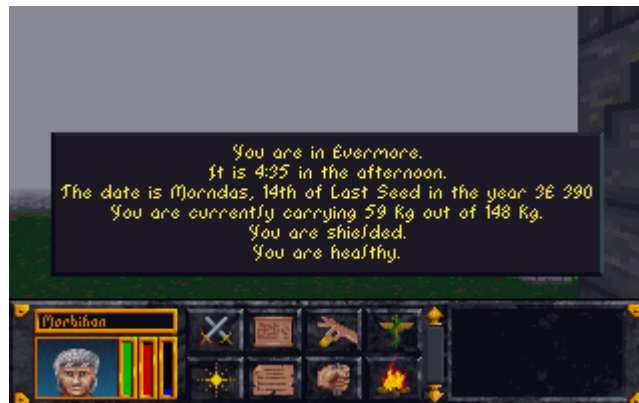 You are in Evermore.
It is 4:35 in the afternoon.
The date is Morndas, 14th of Last Seed in the year 3E 390
You are currently carrying 59 Kg out of 148 Kg.
You are shielded.
You are healthy.
Morbihan